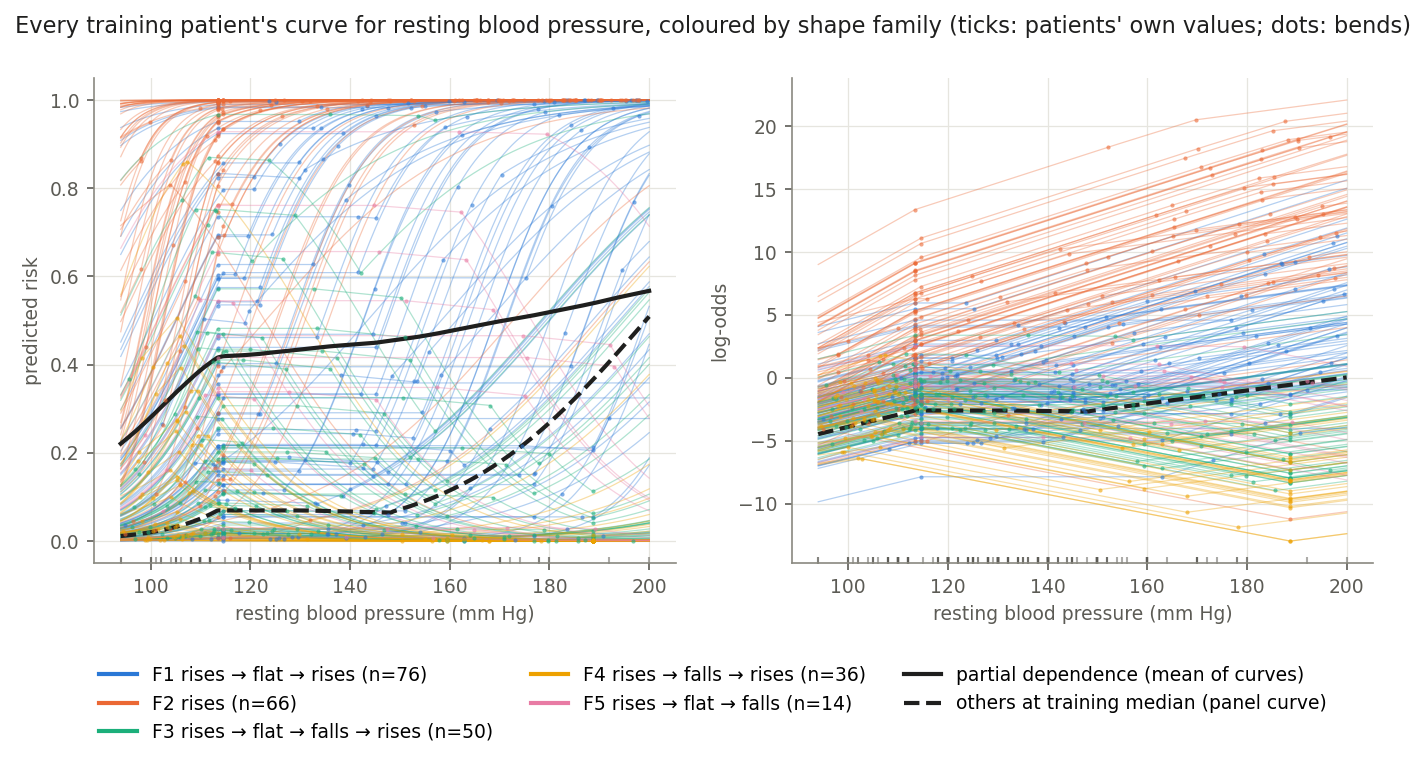 Every training patient's curve for resting blood pressure, coloured by shape family (ticks: patients' own values; dots: bends)
1.0
0.8
0.6
0.4
0.2
0.0
predicted risk
100 120 140 160 180 200
resting blood pressure (mm Hg)
20
15
10
5
0
−5
−10
log-odds
100 120 140 160 180 200
resting blood pressure (mm Hg)
F1 rises → flat → rises (n=76)
F2 rises (n=66)
F3 rises → flat → falls → rises (n=50)
F4 rises → falls → rises (n=36)
F5 rises → flat → falls (n=14)
partial dependence (mean of curves)
others at training median (panel curve)